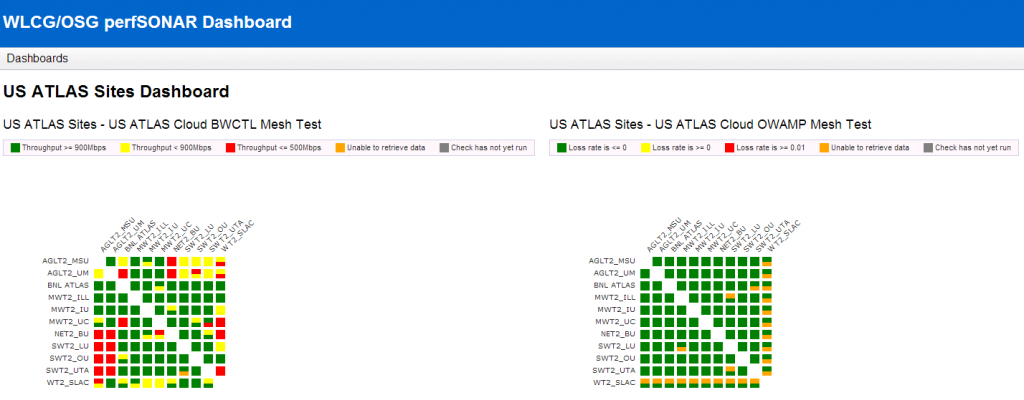 WLCG/OSG perfSONAR Dashboard
Dashboards
US ATLAS Sites Dashboard
US ATLAS Sites - US ATLAS Cloud BWCTL Mesh Test
Throughput >= 900Mbps Throughput < 900Mbps Throughput <= 500Mbps Unable to retrieve data Check has not yet run
AGLT2_MSU
AGLT2_UM
BNL ATLAS
MWT2_ILL
MWT2_IU
MWT2_UC
NET2_BU
SWT2_LU
SWT2_OU
SWT2_UTA
WT2_SLAC
AGLT2_MSU
AGLT2_UM
BNL ATLAS
MWT2_ILL
MWT2_IU
MWT2_UC
NET2_BU
SWT2_LU
SWT2_OU
SWT2_UTA
WT2_SLAC
US ATLAS Sites - US ATLAS Cloud OWAMP Mesh Test
Loss rate is <= 0 Loss rate is >= 0 Loss rate is >= 0.01 Unable to retrieve data Check has not yet run
AGLT2_MSU
AGLT2_UM
BNL ATLAS
MWT2_ILL
MWT2_IU
MWT2_UC
NET2_BU
SWT2_LU
SWT2_OU
SWT2_UTA
WT2_SLAC
AGLT2_MSU
AGLT2_UM
BNL ATLAS
MWT2_ILL
MWT2_IU
MWT2_UC
NET2_BU
SWT2_LU
SWT2_OU
SWT2_UTA
WT2_SLAC